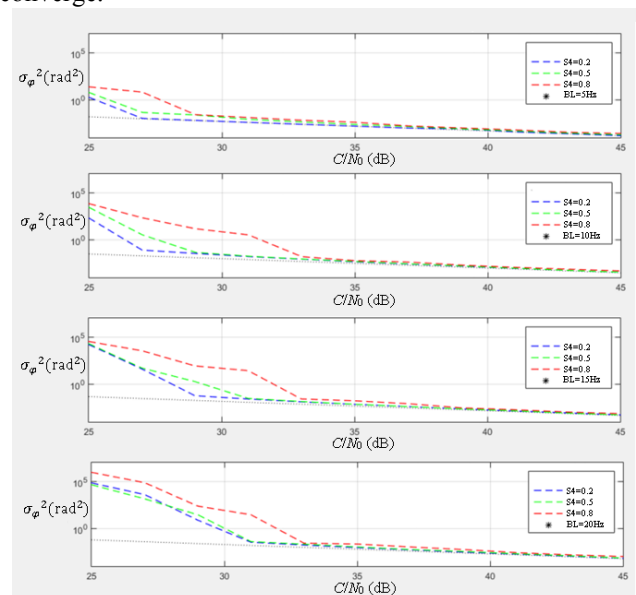 converge.
S4=0.2
S4=0.5
S4=0.8
BL=5Hz
10⁵
σφ²(rad²)
10⁰
25 30 35 40 45
C/N₀ (dB)
S4=0.2
S4=0.5
S4=0.8
BL=10Hz
10⁵
σφ²(rad²)
10⁰
25 30 35 40 45
C/N₀ (dB)
S4=0.2
S4=0.5
S4=0.8
BL=15Hz
10⁵
σφ²(rad²)
10⁰
25 30 35 40 45
C/N₀ (dB)
S4=0.2
S4=0.5
S4=0.8
BL=20Hz
10⁵
σφ²(rad²)
10⁰
25 30 35 40 45
C/N₀ (dB)